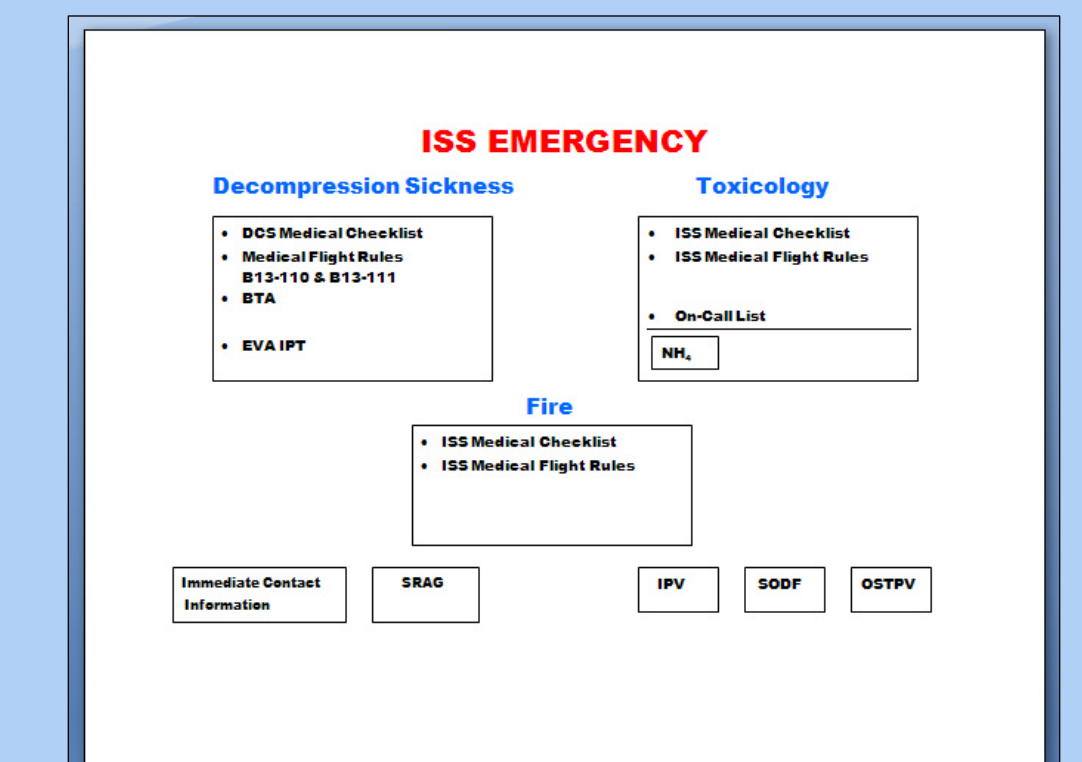 ISS EMERGENCY
Decompression Sickness
• DCS Medical Checklist
• Medical Flight Rules
B13-110 & B13-111
• BTA
• EVA IPT
Toxicology
• ISS Medical Checklist
• ISS Medical Flight Rules
• On-Call List
NH₄
Fire
• ISS Medical Checklist
• ISS Medical Flight Rules
Immediate Contact
Information
SRAG
IPV
SODF
OSTPV